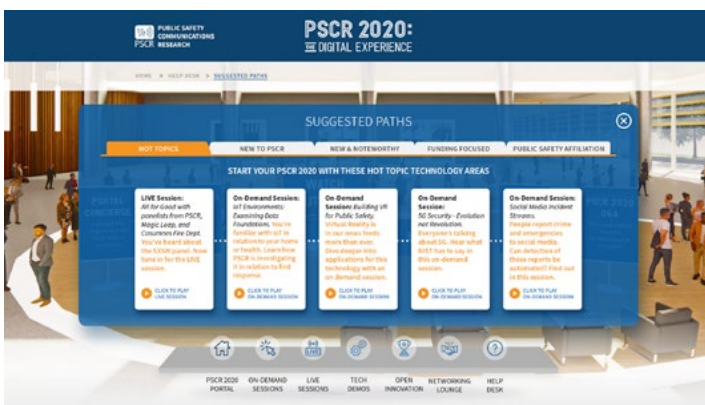 PUBLIC SAFETY
COMMUNICATIONS
PSCR RESEARCH
PSCR 2020:
THE DIGITAL EXPERIENCE
HOME > HELP DESK > SUGGESTED PATHS
SUGGESTED PATHS
HOT TOPICS
NEW TO PSCR
NEW & NOTEWORTHY
FUNDING FOCUSED
PUBLIC SAFETY AFFILIATION
START YOUR PSCR 2020 WITH THESE HOT TOPIC TECHNOLOGY AREAS
LIVE Session:
AR for Good with
panelists from PSCR,
Magic Leap, and
Cosumnes Fire Dept.
You've heard about
the SXSW panel. Now
tune in for the LIVE
session.
CLICK TO PLAY
LIVE SESSION
On-Demand Session:
IoT Environments:
Examining Data
Foundations. You're
familiar with IoT in
relation to your home
or health. Learn how
PSCR is investigating
it in relation to first
response.
CLICK TO PLAY
ON-DEMAND SESSION
On-Demand
Session: Building VR
for Public Safety.
Virtual Reality is
in our news feeds
more than ever.
Dive deeper into
applications for this
technology with an
on-demand session.
CLICK TO PLAY
ON-DEMAND SESSION
On-Demand
Session:
5G Security - Evolution
not Revolution.
Everyone's talking
about 5G. Hear what
NIST has to say in
this on-demand
session.
CLICK TO PLAY
ON-DEMAND SESSION
On-Demand Session:
Social Media Incident
Streams.
People report crime
and emergencies
to social media.
Can detection of
those reports be
automated? Find out
in this session.
CLICK TO PLAY
ON-DEMAND SESSION
LIVE
PSCR 2020
PORTAL
ON-DEMAND
SESSIONS
LIVE
SESSIONS
TECH
DEMOS
OPEN
INNOVATION
NETWORKING
LOUNGE
HELP
DESK